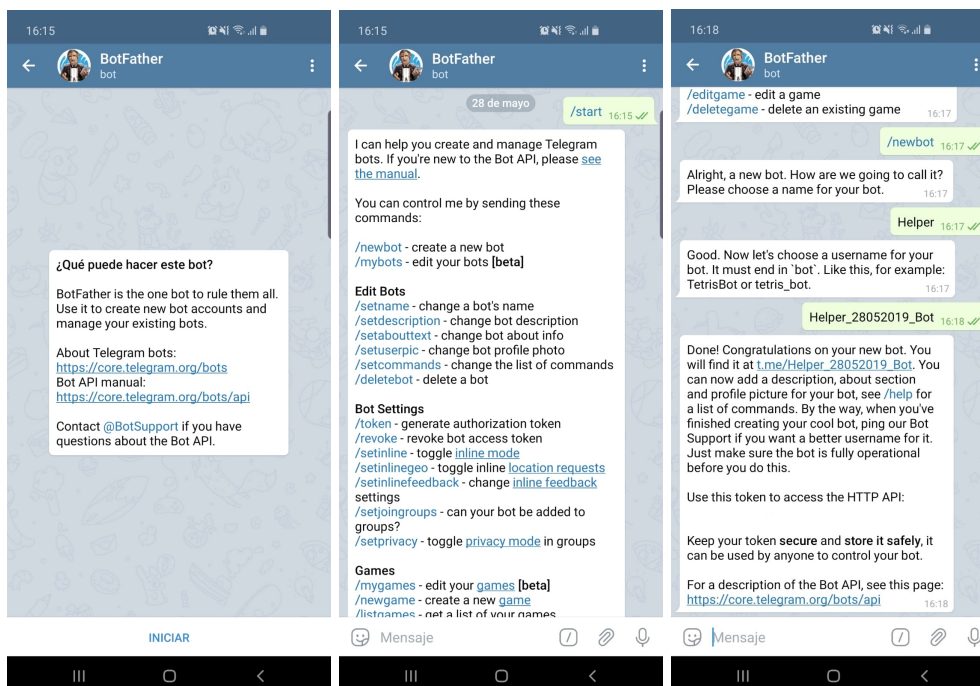 16:15
BotFather
bot
¿Qué puede hacer este bot?
BotFather is the one bot to rule them all.
Use it to create new bot accounts and
manage your existing bots.
About Telegram bots:
https://core.telegram.org/bots
Bot API manual:
https://core.telegram.org/bots/api
Contact @BotSupport if you have
questions about the Bot API.
INICIAR
16:15
BotFather
bot
28 de mayo
/start 16:15
I can help you create and manage Telegram
bots. If you're new to the Bot API, please see
the manual.
You can control me by sending these
commands:
/newbot - create a new bot
/mybots - edit your bots [beta]
Edit Bots
/setname - change a bot's name
/setdescription - change bot description
/setabouttext - change bot about info
/setuserpic - change bot profile photo
/setcommands - change the list of commands
/deletebot - delete a bot
Bot Settings
/token - generate authorization token
/revoke - revoke bot access token
/setinline - toggle inline mode
/setinlinegeo - toggle inline location requests
/setinlinefeedback - change inline feedback
settings
/setjoingroups - can your bot be added to
groups?
/setprivacy - toggle privacy mode in groups
Games
/mygames - edit your games [beta]
/newgame - create a new game
/listgames - get a list of your games
Mensaje
16:18
BotFather
bot
/editgame - edit a game
/deletegame - delete an existing game 16:17
/newbot 16:17
Alright, a new bot. How are we going to call it?
Please choose a name for your bot. 16:17
Helper 16:17
Good. Now let's choose a username for your
bot. It must end in `bot`. Like this, for example:
TetrisBot or tetris_bot. 16:17
Helper_28052019_Bot 16:18
Done! Congratulations on your new bot. You
will find it at t.me/Helper_28052019_Bot. You
can now add a description, about section
and profile picture for your bot, see /help for
a list of commands. By the way, when you've
finished creating your cool bot, ping our Bot
Support if you want a better username for it.
Just make sure the bot is fully operational
before you do this.
Use this token to access the HTTP API:
Keep your token secure and store it safely, it
can be used by anyone to control your bot.
For a description of the Bot API, see this page:
https://core.telegram.org/bots/api 16:18
Mensaje